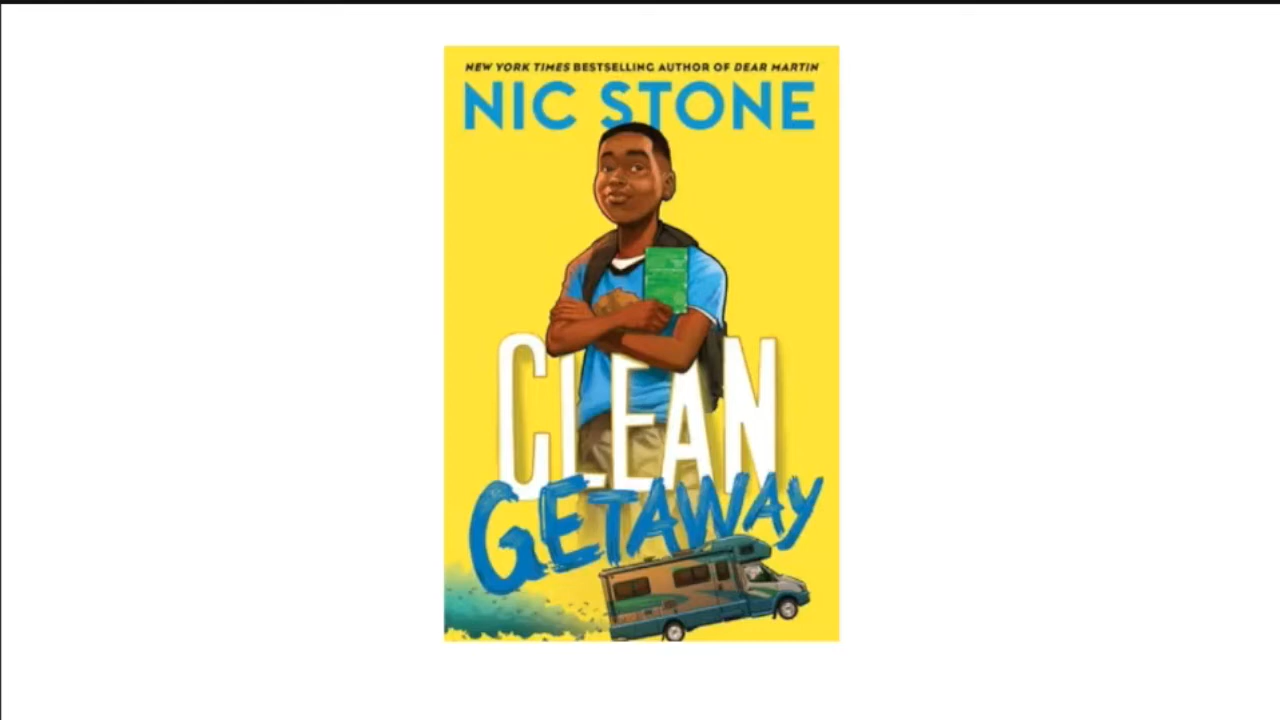 NEW YORK TIMES BESTSELLING AUTHOR OF DEAR MARTIN
NIC STONE
CLEAN
GETAWAY